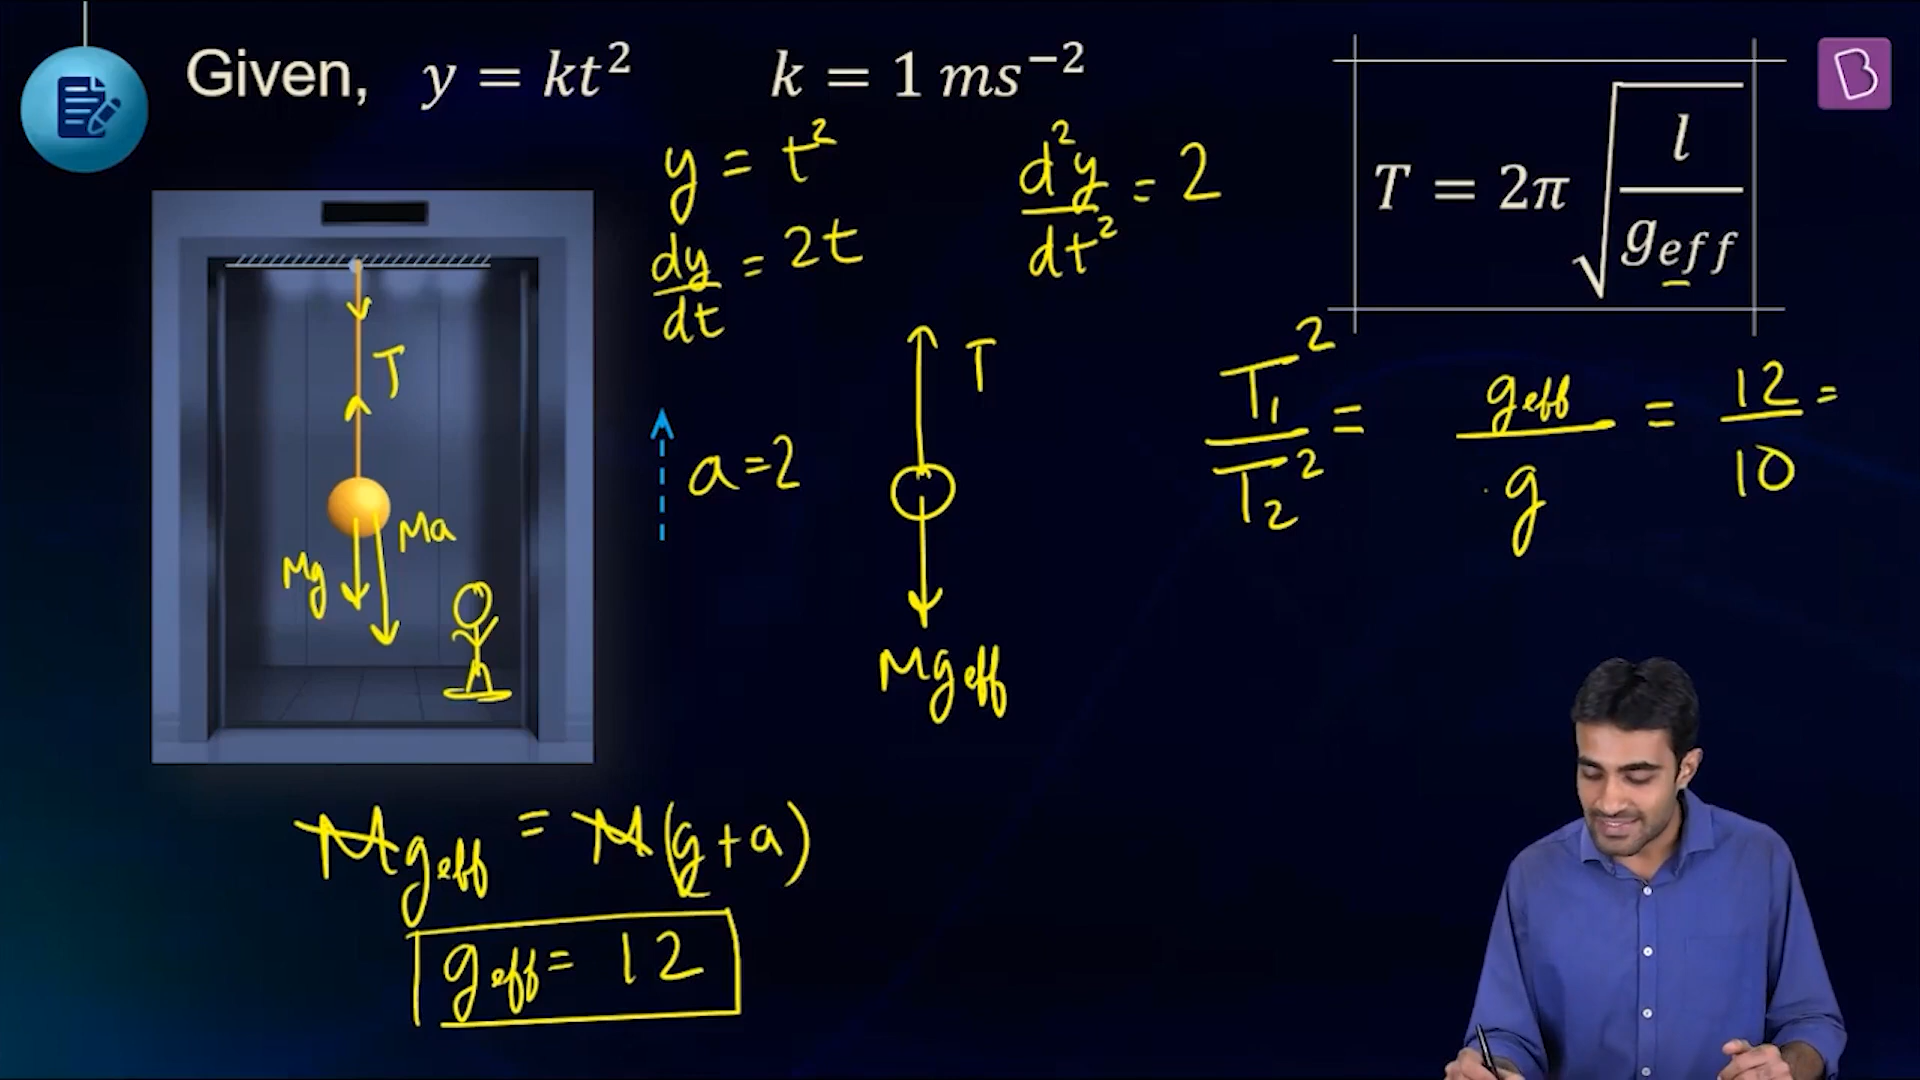 Given, y = kt² k = 1 ms⁻²
y = t²
dy/dt = 2t
d²y/dt² = 2
T = 2π √(l/g_eff)
T
Ma
Mg
a = 2
T
Mg_eff
T₁²/T₂² = g_eff/g = 12/10 =
Mg_eff = M(g + a)
g_eff = 12
B